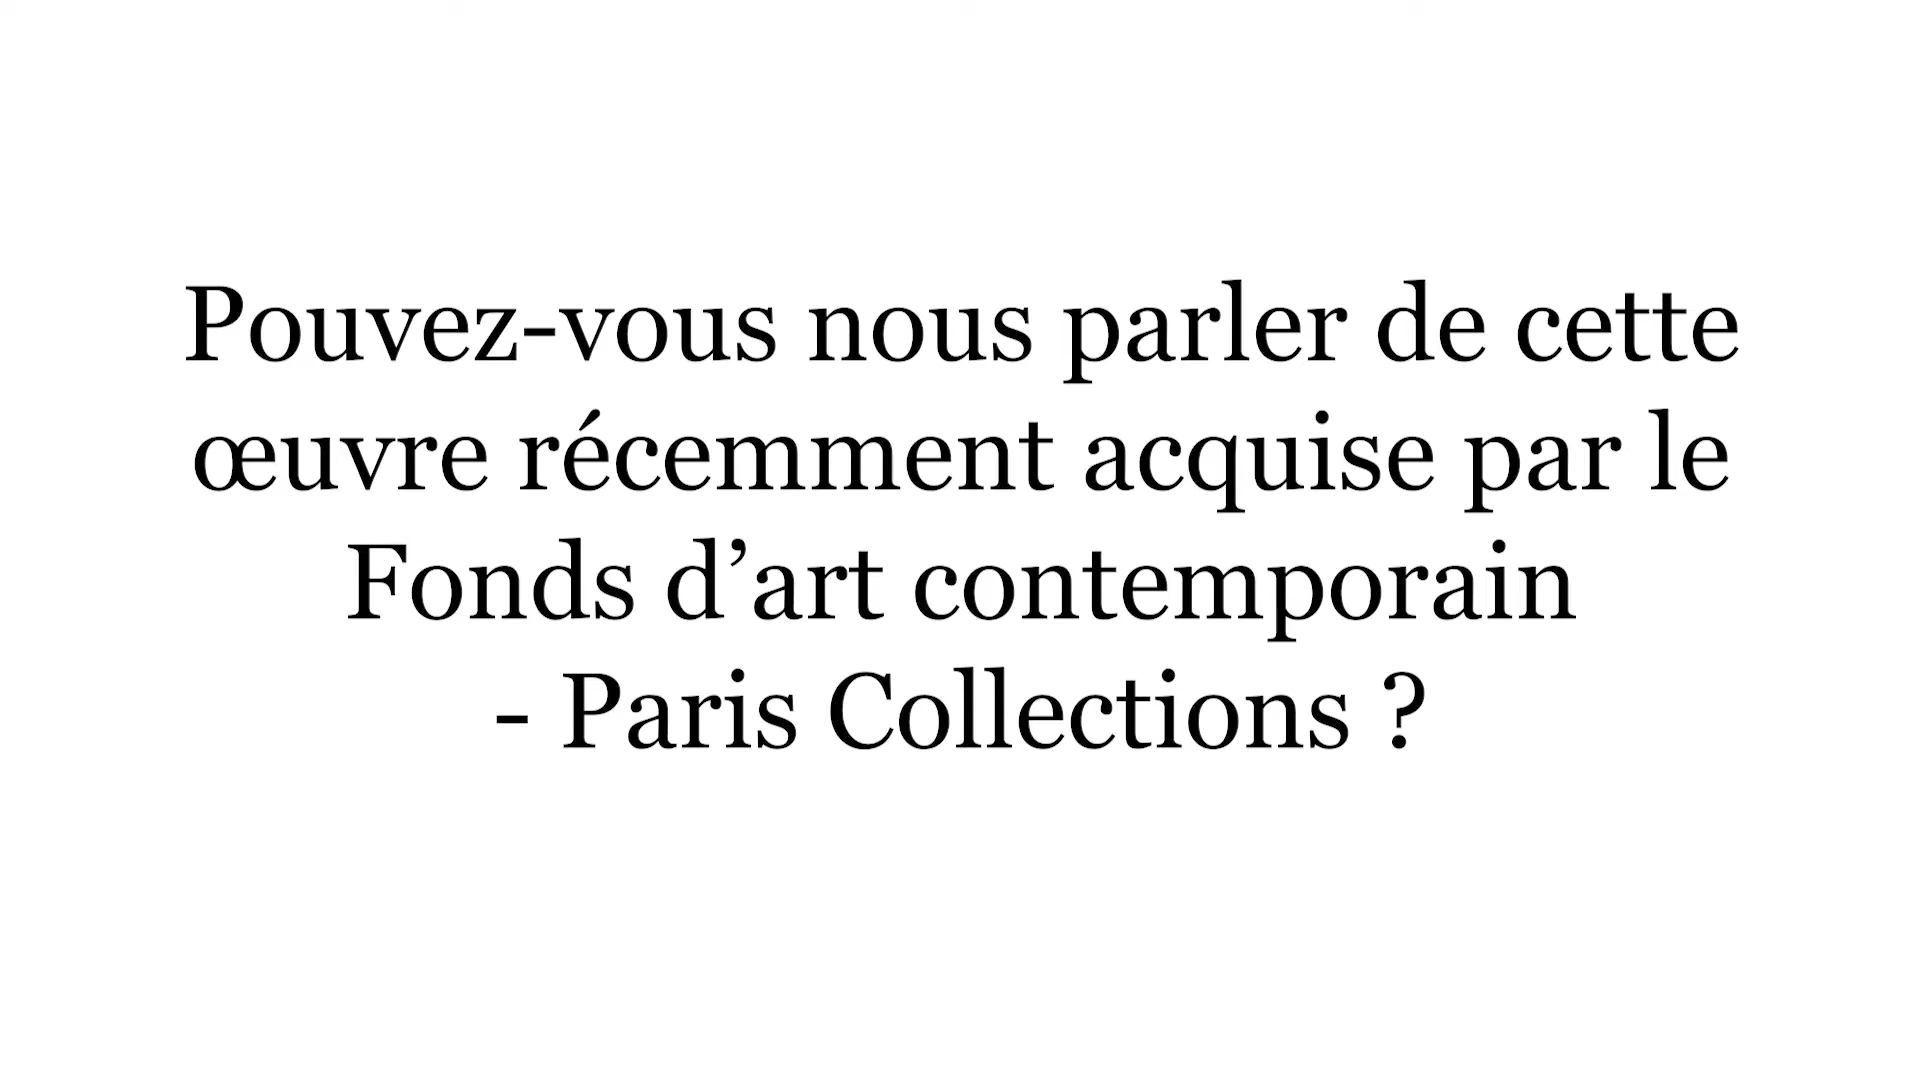 Pouvez-vous nous parler de cette
œuvre récemment acquise par le
Fonds d’art contemporain
- Paris Collections ?